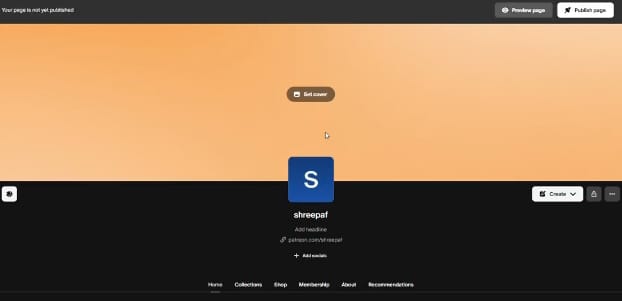 Your page is not yet published
Preview page
Publish page
Set cover
S
Create
shreepaf
Add headline
patreon.com/shreepaf
+ Add socials
Home Collections Shop Membership About Recommendations